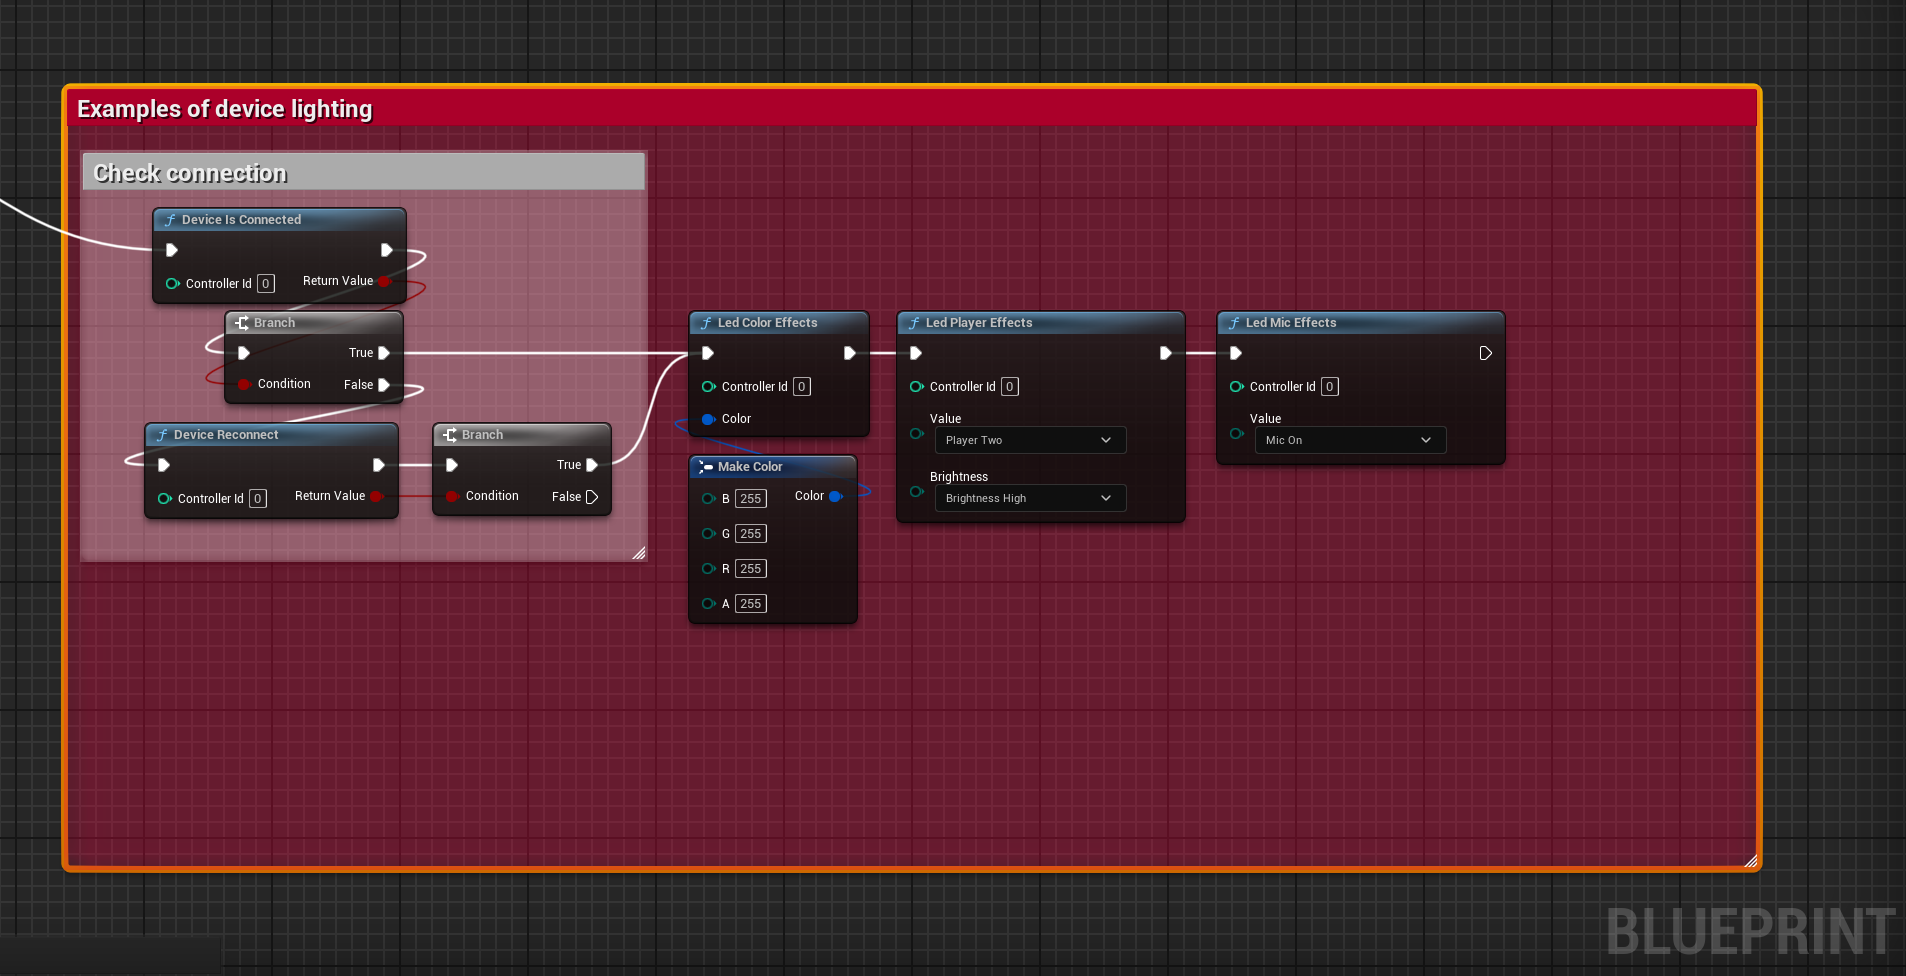 Examples of device lighting
Check connection
Device Is Connected
Controller Id 0 Return Value
Branch
True
Condition False
Device Reconnect
Controller Id 0 Return Value
Branch
True
Condition False
Led Color Effects
Controller Id 0
Color
Make Color
B 255 Color
G 255
R 255
A 255
Led Player Effects
Controller Id 0
Value
Player Two
Brightness
Brightness High
Led Mic Effects
Controller Id 0
Value
Mic On
BLUEPRINT